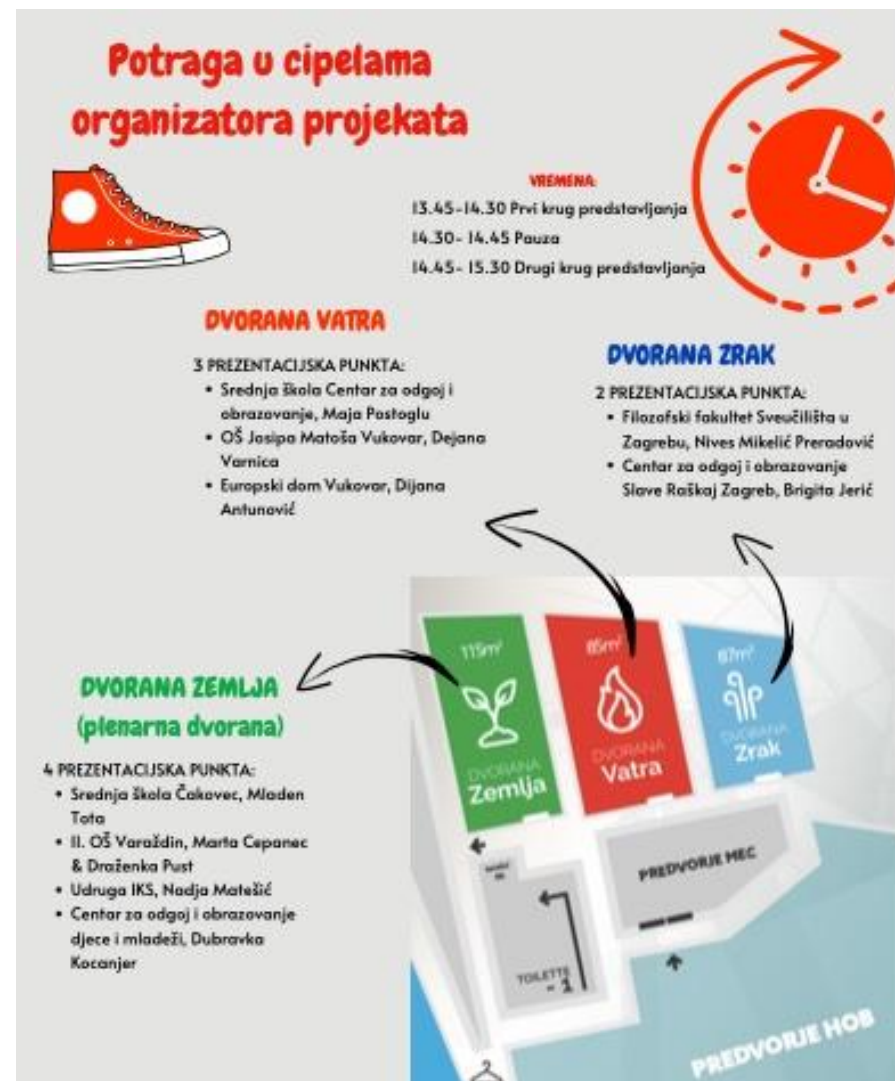 Potraga u cipelama
organizatora projekata
VREMENA:
13.45-14.30 Prvi krug predstavljanja
14.30- 14.45 Pauza
14.45- 15.30 Drugi krug predstavljanja
DVORANA VATRA
3 PREZENTACIJSKA PUNKTA:
• Srednja škola Centar za odgoj i
obrazovanje, Maja Postoglu
• OŠ Josipa Matoša Vukovar, Dejana
Varnica
• Europski dom Vukovar, Dijana
Antunović
DVORANA ZRAK
2 PREZENTACIJSKA PUNKTA:
• Filozofski fakultet Sveučilišta u
Zagrebu, Nives Mikelić Preradović
• Centar za odgoj i obrazovanje
Slave Raškaj Zagreb, Brigita Jerić
DVORANA ZEMLJA
(plenarna dvorana)
4 PREZENTACIJSKA PUNKTA:
• Srednja škola Čakovec, Mladen
Tota
• II. OŠ Varaždin, Marta Cepanec
& Draženka Pust
• Udruga IKS, Nadja Matešić
• Centar za odgoj i obrazovanje
djece i mladeži, Dubravka
Kocanjer
115m²
DVORANA
Zemlja
85m²
DVORANA
Vatra
67m²
DVORANA
Zrak
PREDVORJE MEC
TOILETTE
- 1
PREDVORJE HOB